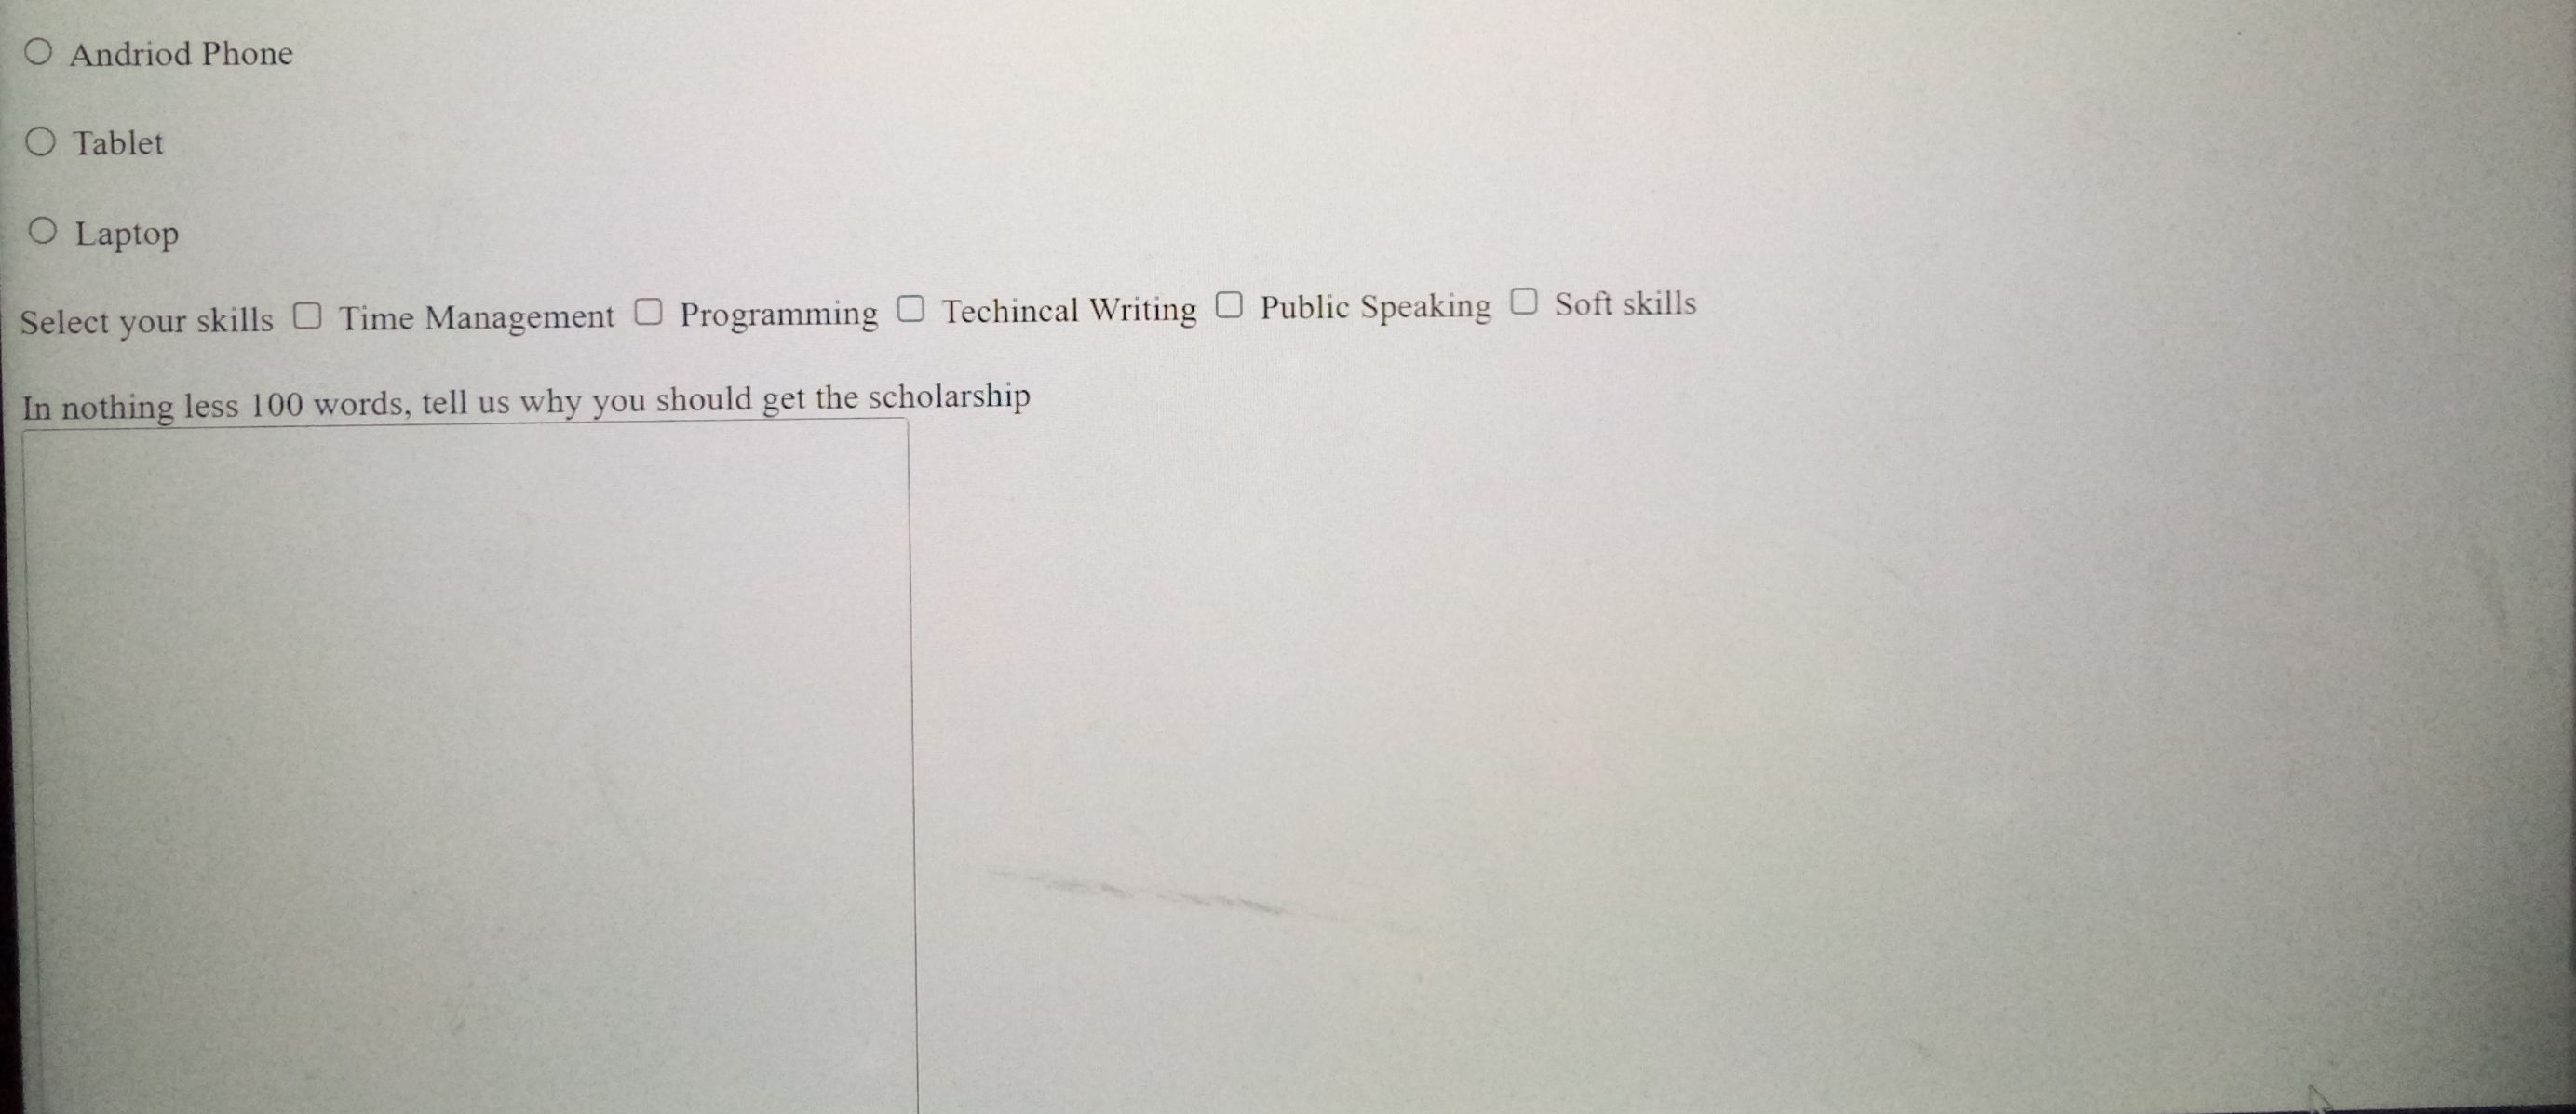 Andriod Phone
Tablet
Laptop
Select your skills Time Management Programming Techincal Writing Public Speaking Soft skills
In nothing less 100 words, tell us why you should get the scholarship